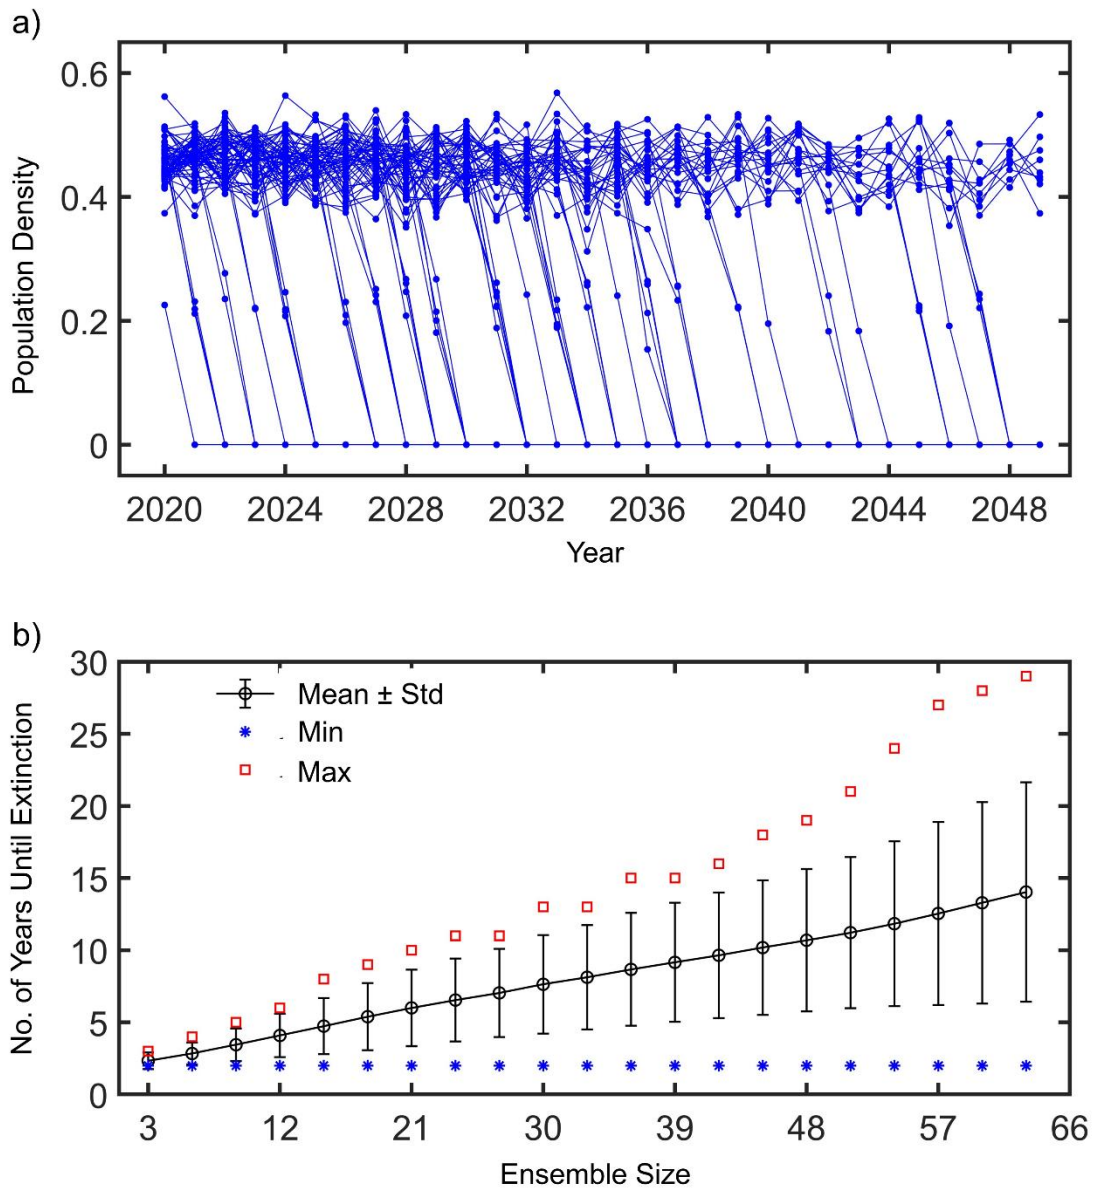 a)
0.6
0.4
0.2
0
Population Density
2020 2024 2028 2032 2036 2040 2044 2048
Year
b)
30
25
20
15
10
5
0
No. of Years Until Extinction
Mean ± Std
Min
Max
3 12 21 30 39 48 57 66
Ensemble Size